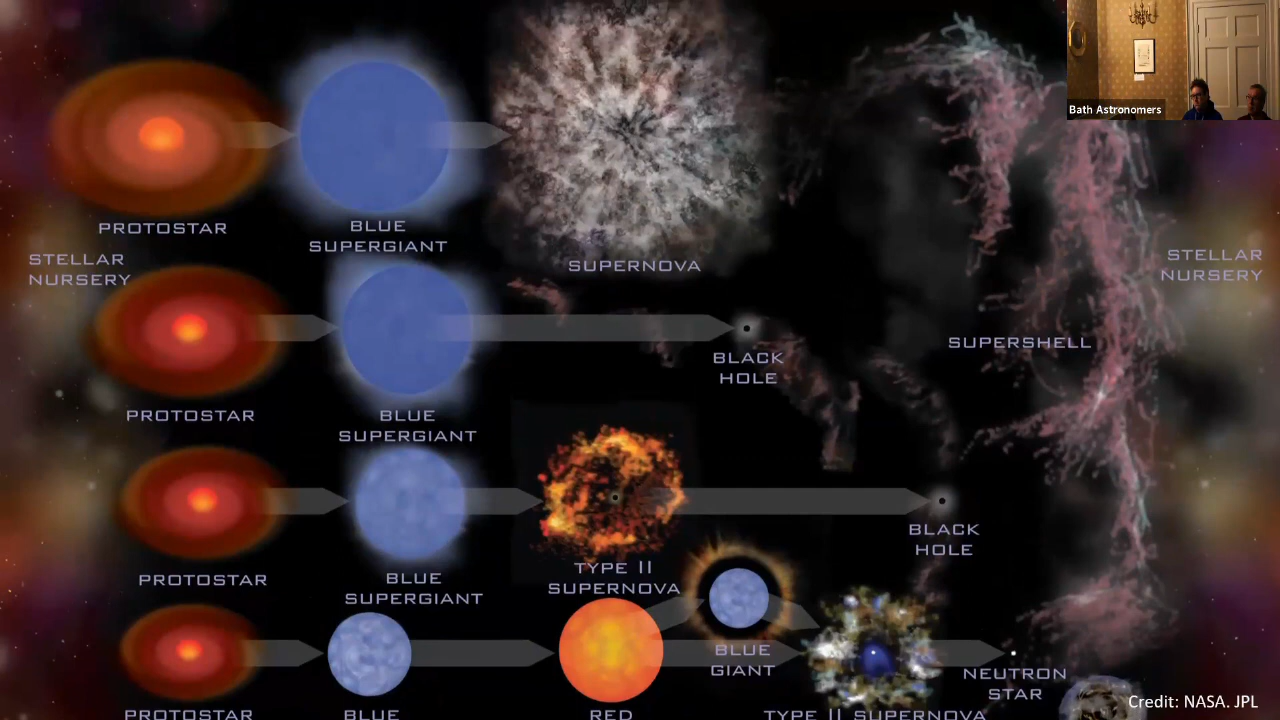 Bath Astronomers
PROTOSTAR
BLUE
SUPERGIANT
SUPERNOVA
STELLAR
NURSERY
STELLAR
NURSERY
PROTOSTAR
BLUE
SUPERGIANT
BLACK
HOLE
SUPERSHELL
PROTOSTAR
BLUE
SUPERGIANT
TYPE II
SUPERNOVA
BLACK
HOLE
PROTOSTAR
BLUE
RED
BLUE
GIANT
TYPE II SUPERNOVA
NEUTRON
STAR
Credit: NASA. JPL